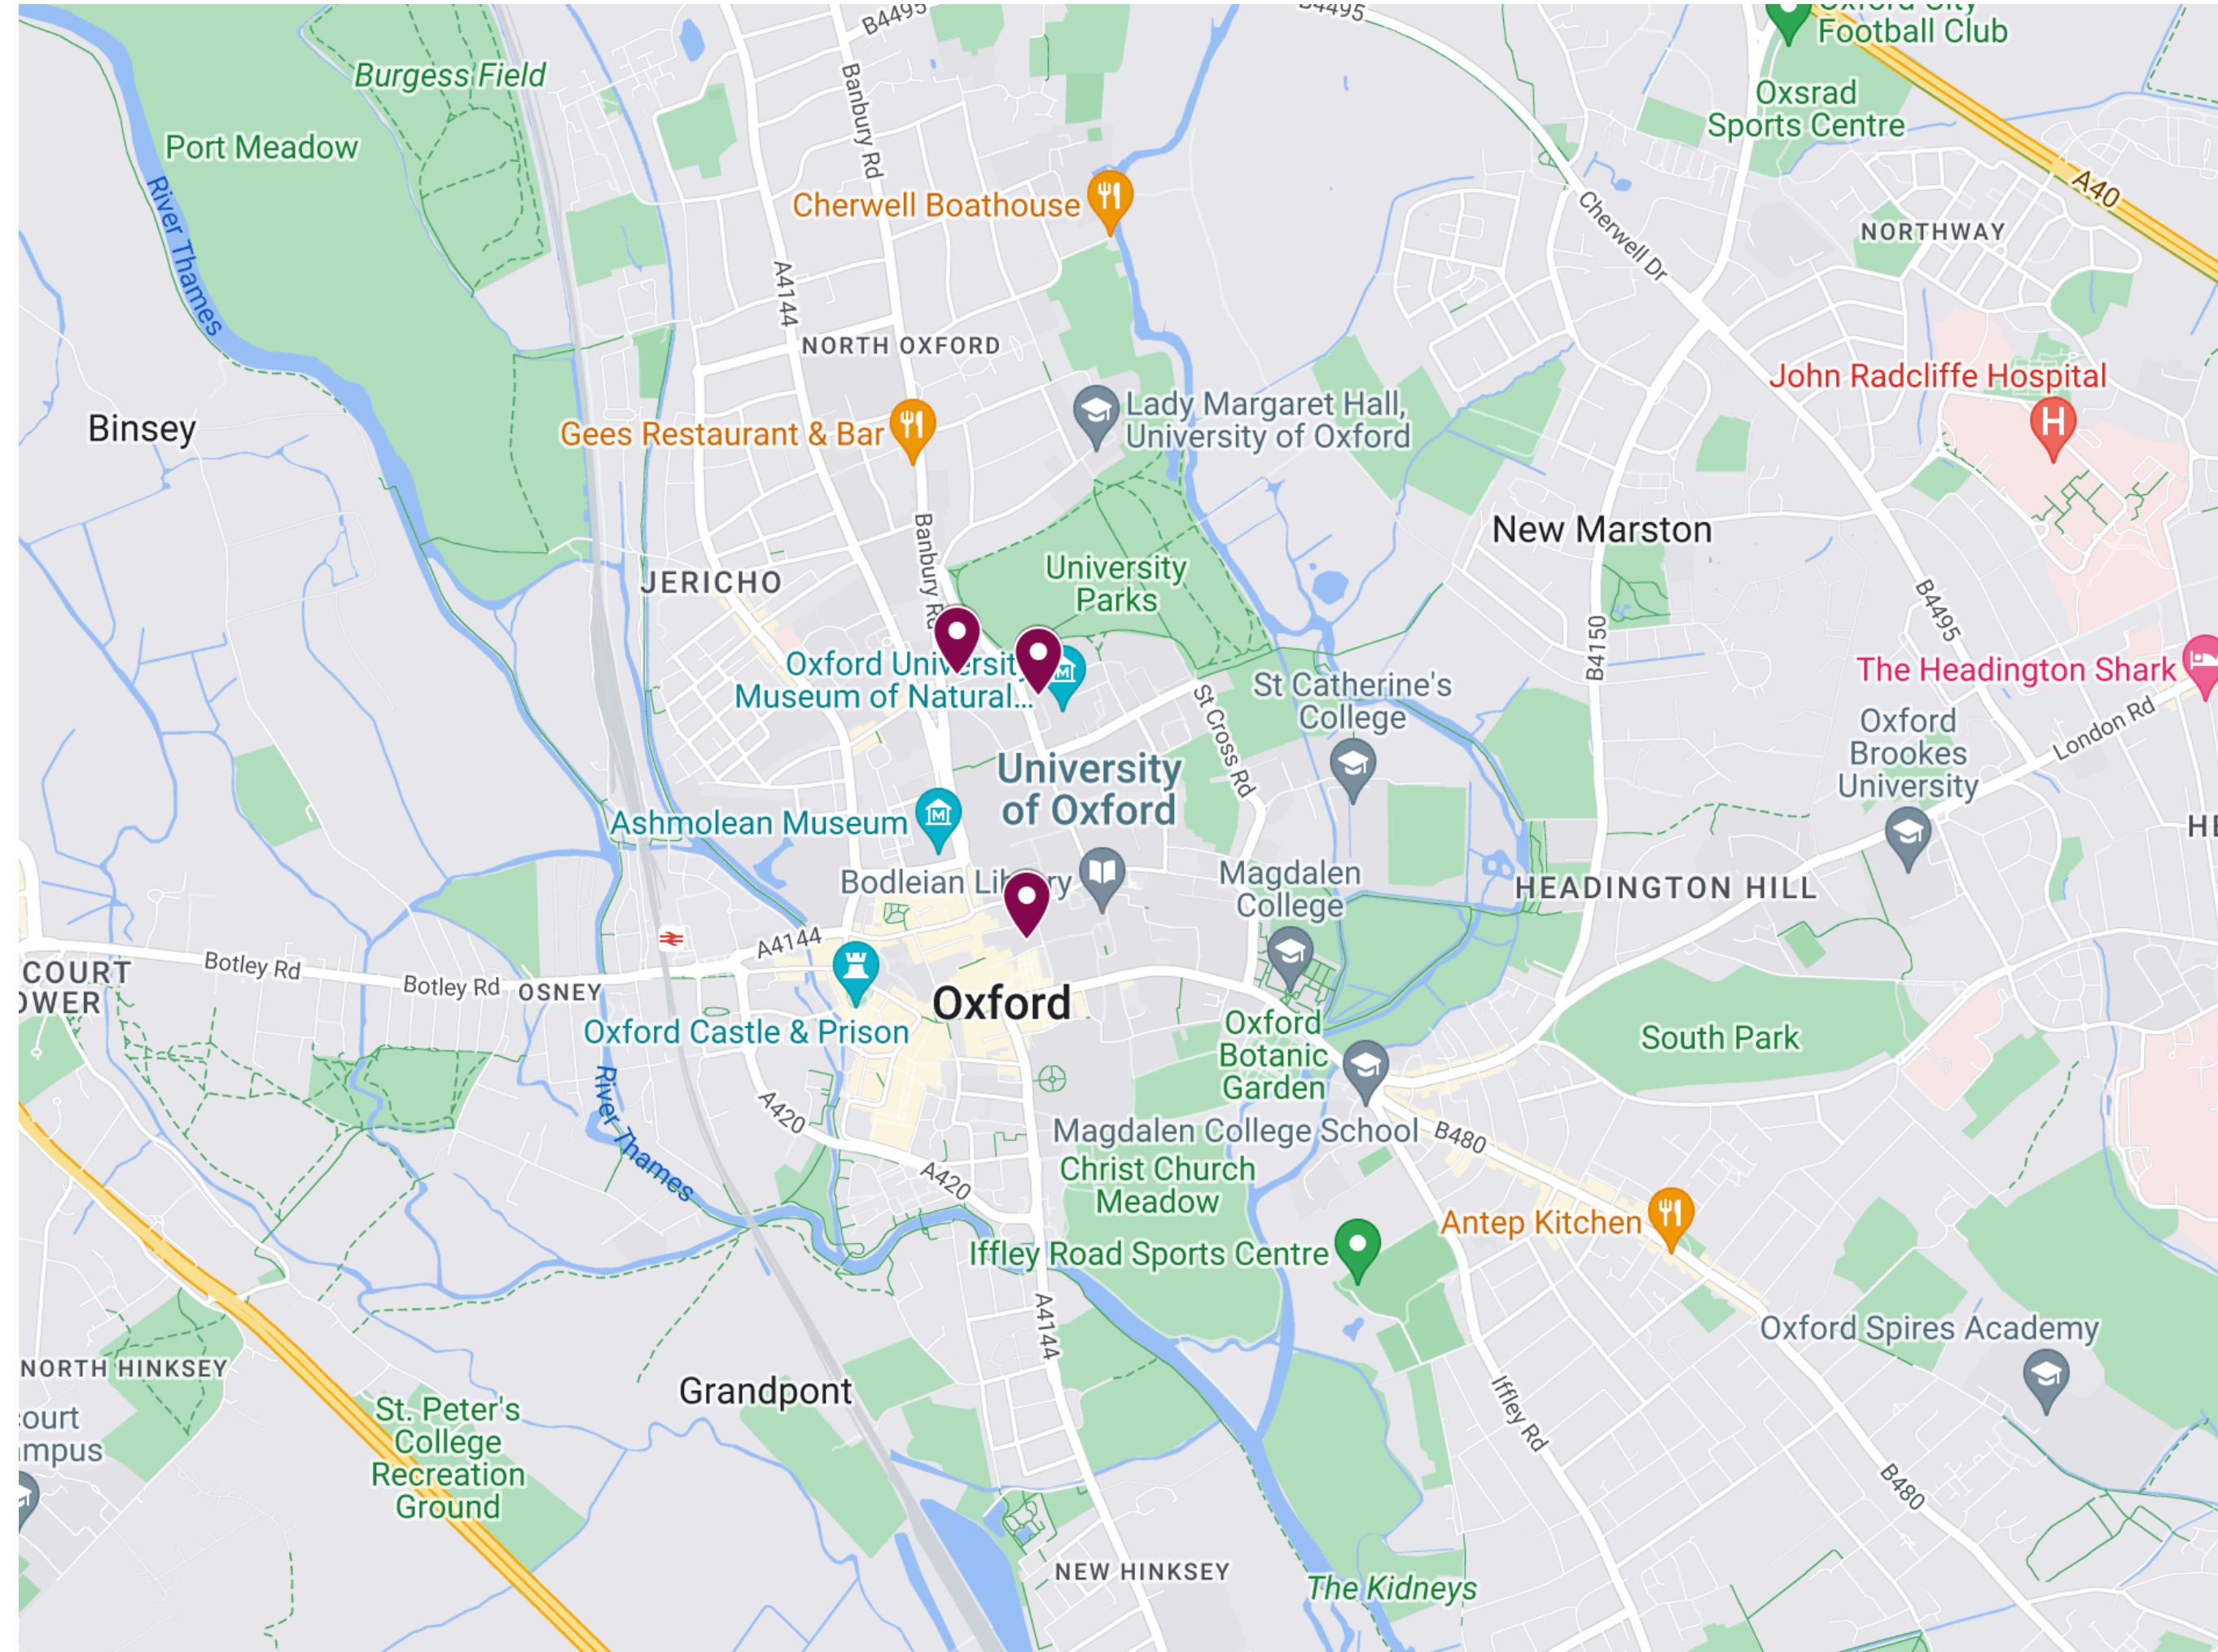 B4495
B4495
Oxford City
Football Club
Burgess Field
Banbury Rd
Oxsrad
Sports Centre
Port Meadow
A40
Cherwell Boathouse
River Thames
Cherwell Dr
NORTHWAY
A4144
NORTH OXFORD
John Radcliffe Hospital
H
Lady Margaret Hall,
University of Oxford
Binsey
Gees Restaurant & Bar
New Marston
Banbury Rd
University
Parks
JERICHO
B4495
B4150
Oxford University
Museum of Natural...
M
The Headington Shark
St Catherine's
College
St Cross Rd
London Rd
Oxford
Brookes
University
University
of Oxford
Ashmolean Museum
M
HE
Bodleian Library
Magdalen
College
HEADINGTON HILL
A4144
COURT
Botley Rd
Botley Rd
OSNEY
Oxford
Oxford Castle & Prison
Oxford
Botanic
Garden
South Park
River Thames
A420
Magdalen College School
B480
A420
Christ Church
Meadow
Antep Kitchen
Iffley Road Sports Centre
A4144
Oxford Spires Academy
NORTH HINKSEY
Grandpont
St. Peter's
College
Recreation
Ground
Iffley Rd
court
ampus
B480
NEW HINKSEY
The Kidneys